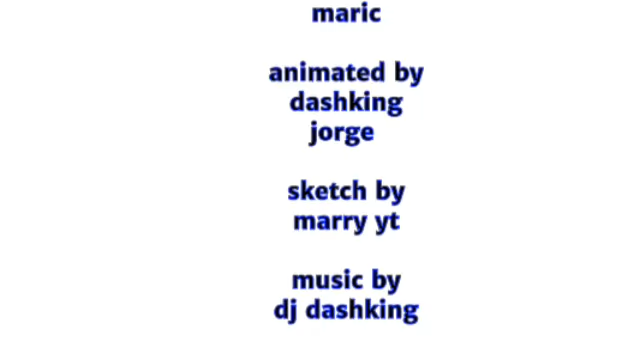 maric
animated by
dashking
jorge
sketch by
marry yt
music by
dj dashking